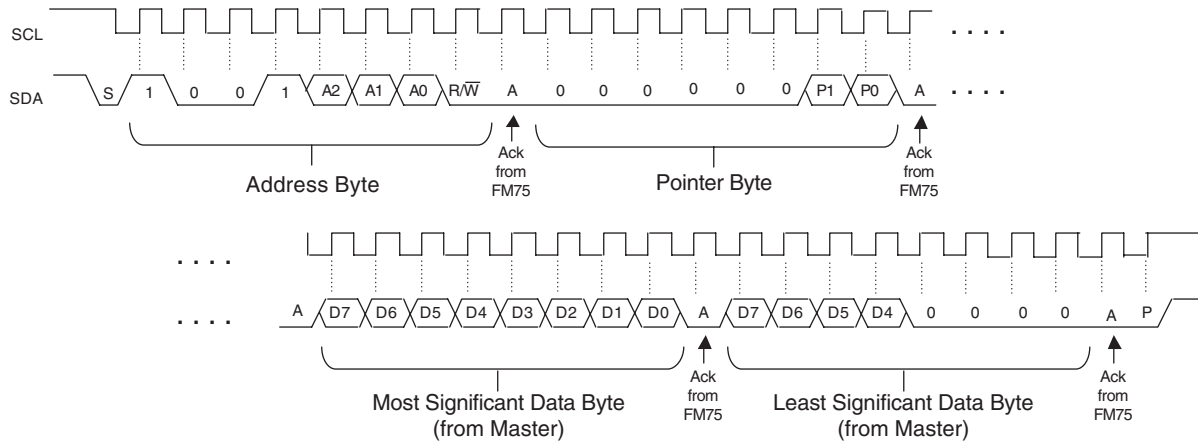 SCL
. . . .
SDA S 1 0 0 1 A2 A1 A0 R/W̅ A 0 0 0 0 0 0 P1 P0 A . . . .
Address Byte
Ack
from
FM75
Pointer Byte
Ack
from
FM75
. . . .
. . . . A D7 D6 D5 D4 D3 D2 D1 D0 A D7 D6 D5 D4 0 0 0 0 A P
Most Significant Data Byte
(from Master)
Ack
from
FM75
Least Significant Data Byte
(from Master)
Ack
from
FM75